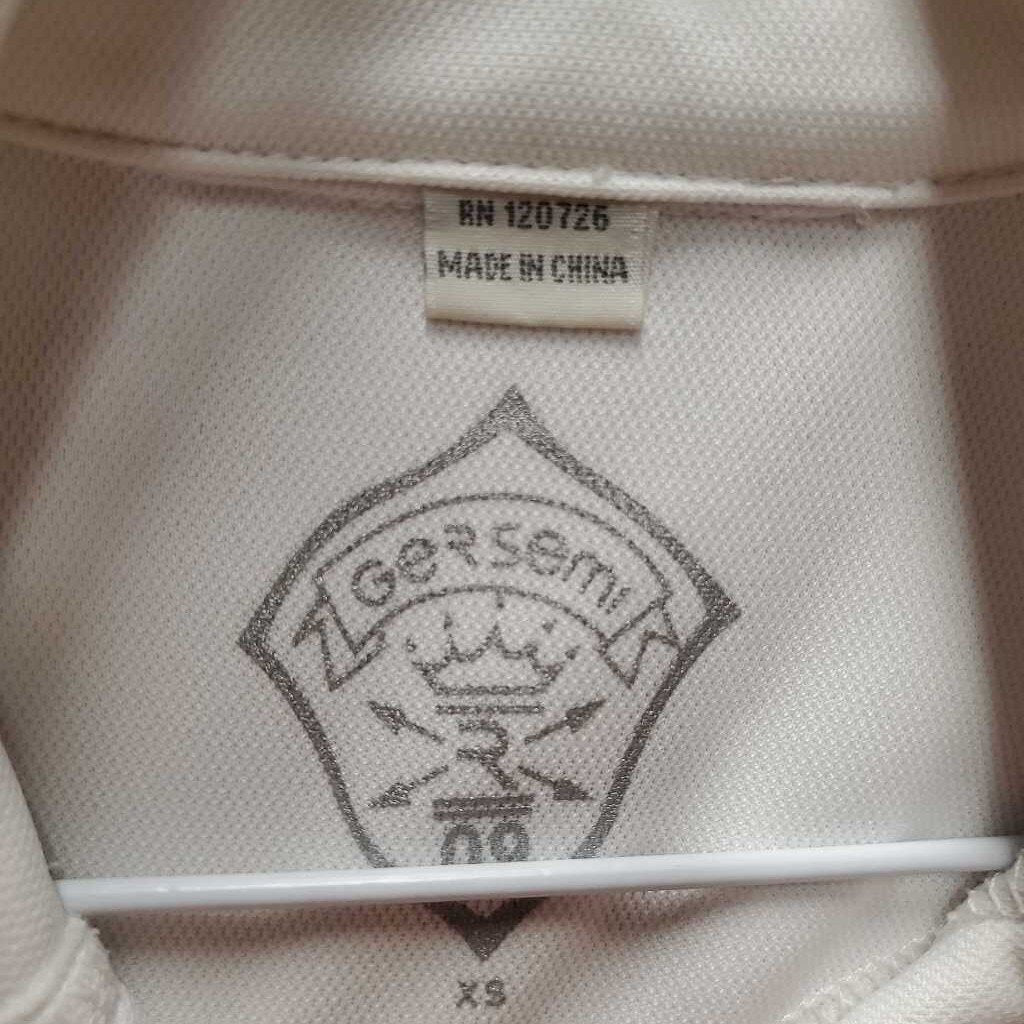 RN 120726
MADE IN CHINA
GeRSemi
R
09
XS